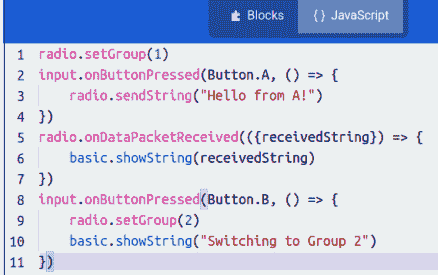 Blocks
{ } JavaScript
1 radio.setGroup(1)
2 input.onButtonPressed(Button.A, () => {
3 radio.sendString("Hello from A!")
4 })
5 radio.onDataPacketReceived(({receivedString}) => {
6 basic.showString(receivedString)
7 })
8 input.onButtonPressed(Button.B, () => {
9 radio.setGroup(2)
10 basic.showString("Switching to Group 2")
11 })